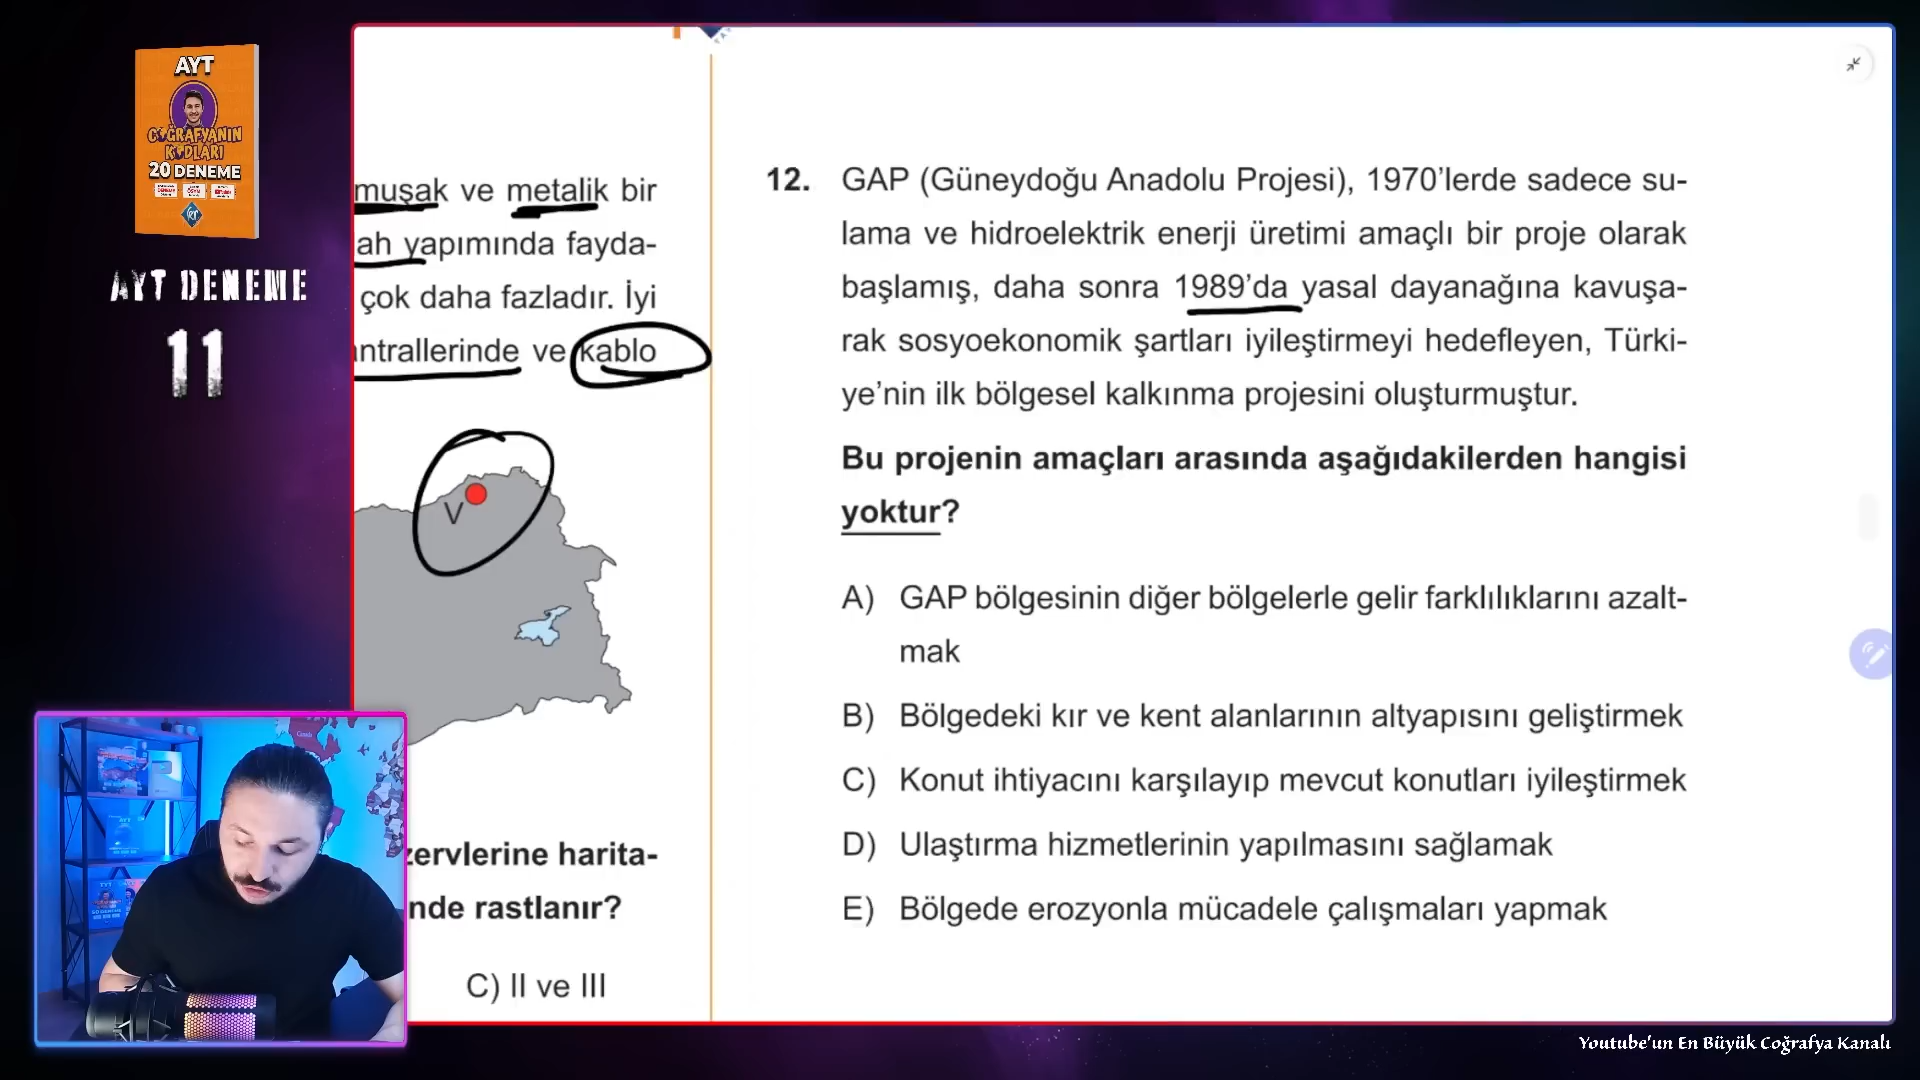 AYT
COĞRAFYANIN
KODLARI
20 DENEME
AYT DENEME
11
muşak ve metalik bir
ah yapımında fayda-
çok daha fazladır. İyi
ntrallerinde ve kablo
V
zervlerine harita-
nde rastlanır?
C) II ve III
12. GAP (Güneydoğu Anadolu Projesi), 1970’lerde sadece su-
lama ve hidroelektrik enerji üretimi amaçlı bir proje olarak
başlamış, daha sonra 1989’da yasal dayanağına kavuşa-
rak sosyoekonomik şartları iyileştirmeyi hedefleyen, Türki-
ye’nin ilk bölgesel kalkınma projesini oluşturmuştur.
Bu projenin amaçları arasında aşağıdakilerden hangisi
yoktur?
A) GAP bölgesinin diğer bölgelerle gelir farklılıklarını azalt-
mak
B) Bölgedeki kır ve kent alanlarının altyapısını geliştirmek
C) Konut ihtiyacını karşılayıp mevcut konutları iyileştirmek
D) Ulaştırma hizmetlerinin yapılmasını sağlamak
E) Bölgede erozyonla mücadele çalışmaları yapmak
Youtube'un En Büyük Coğrafya Kanalı